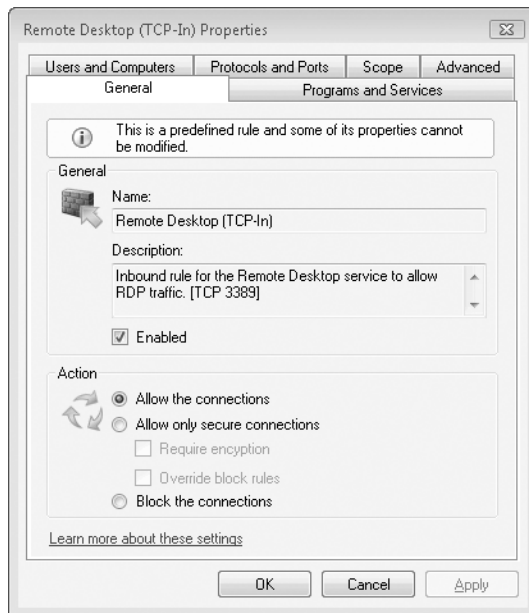 Remote Desktop (TCP-In) Properties
Users and Computers Protocols and Ports Scope Advanced
General Programs and Services
This is a predefined rule and some of its properties cannot
be modified.
General
Name:
Remote Desktop (TCP-In)
Description:
Inbound rule for the Remote Desktop service to allow
RDP traffic. [TCP 3389]
Enabled
Action
Allow the connections
Allow only secure connections
Require encyption
Override block rules
Block the connections
Learn more about these settings
OK Cancel Apply